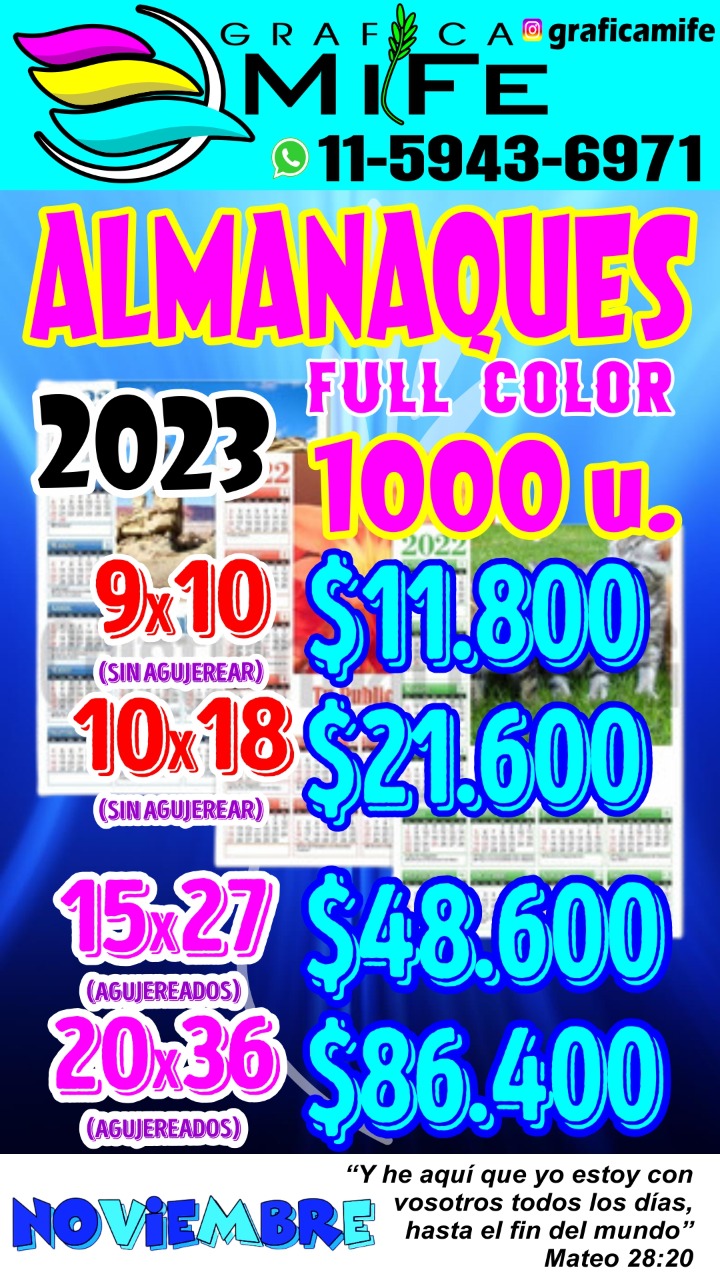 GRAFICA
graficamife
MIFE
11-5943-6971
ALMANAQUES
FULL COLOR
2023
1000 u.
2022
9x10 $11.800
(SIN AGUJEREAR)
10x18 $21.600
(SIN AGUJEREAR)
15x27 $48.600
(AGUJEREADOS)
20x36 $86.400
(AGUJEREADOS)
“Y he aquí que yo estoy con
vosotros todos los días,
hasta el fin del mundo”
Mateo 28:20
NOVIEMBRE